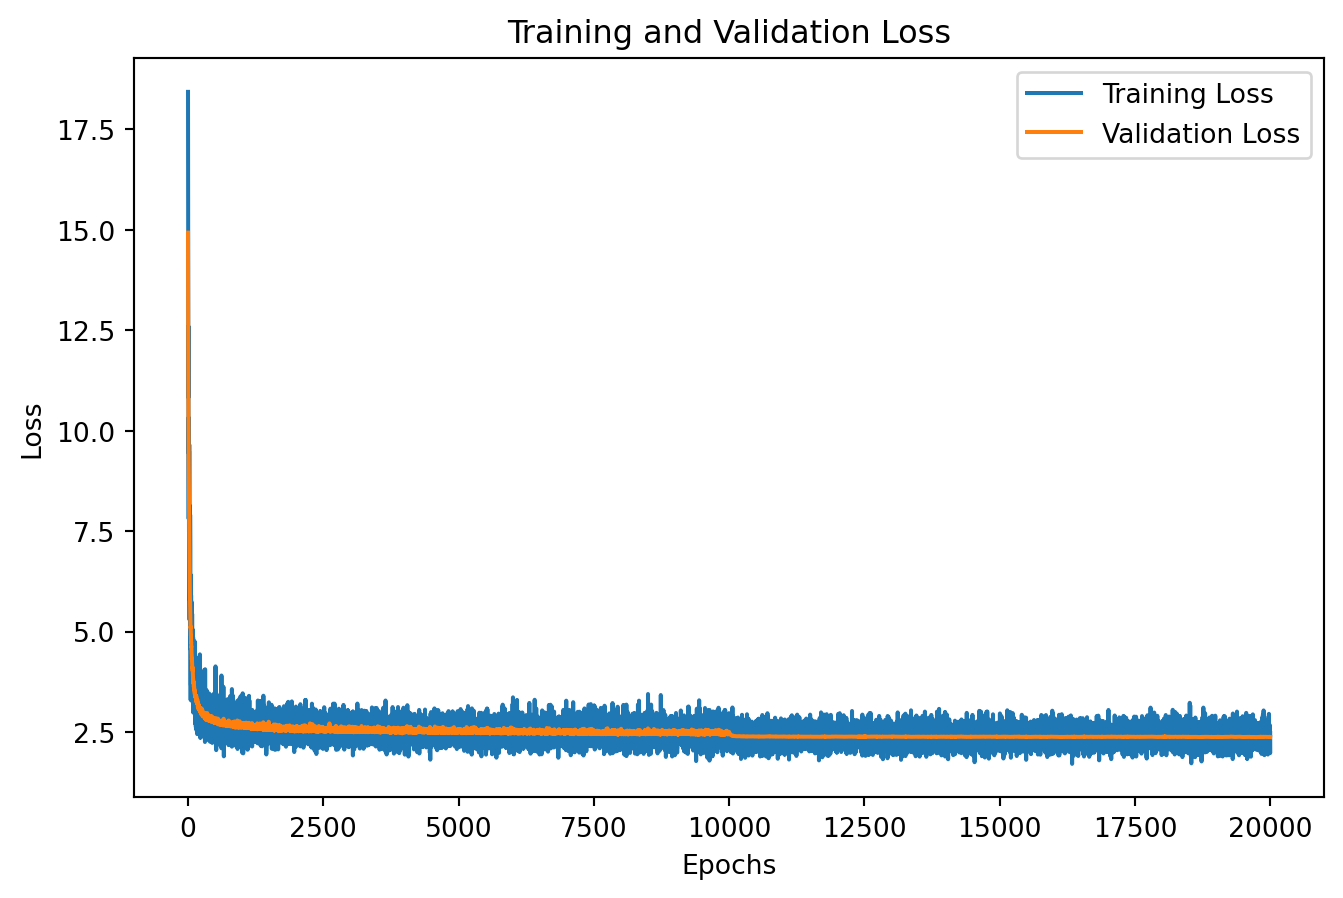 Training and Validation Loss
Training Loss
Validation Loss
17.5
15.0
12.5
10.0
7.5
5.0
2.5
Loss
0 2500 5000 7500 10000 12500 15000 17500 20000
Epochs